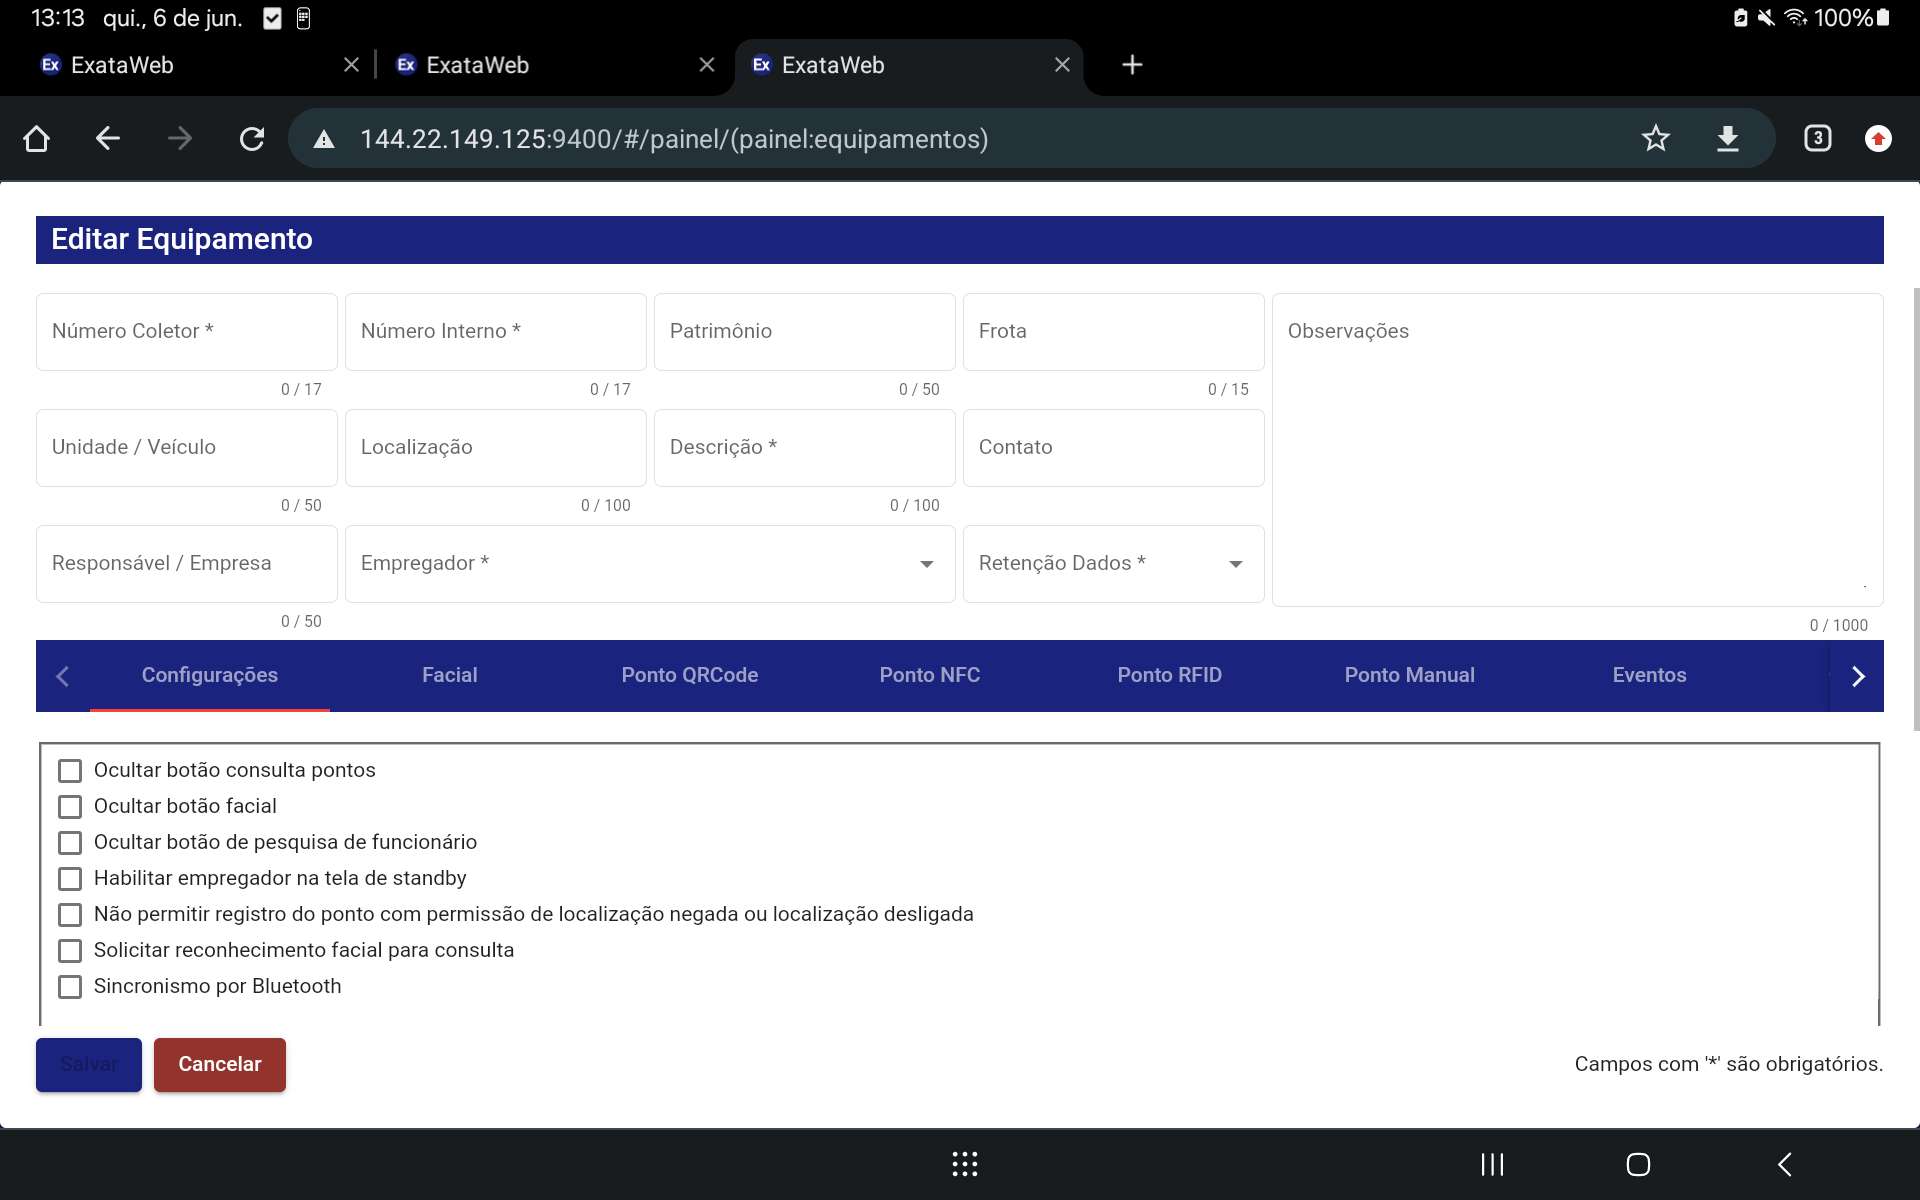 13:13 qui., 6 de jun. 100%
Ex ExataWeb Ex ExataWeb Ex ExataWeb
144.22.149.125:9400/#/painel/(painel:equipamentos) 3
Editar Equipamento
Número Coletor * Número Interno * Patrimônio Frota Observações
0 / 17 0 / 17 0 / 50 0 / 15
Unidade / Veículo Localização Descrição * Contato
0 / 50 0 / 100 0 / 100
Responsável / Empresa Empregador * Retenção Dados *
0 / 50 0 / 1000
Configurações Facial Ponto QRCode Ponto NFC Ponto RFID Ponto Manual Eventos
Ocultar botão consulta pontos
Ocultar botão facial
Ocultar botão de pesquisa de funcionário
Habilitar empregador na tela de standby
Não permitir registro do ponto com permissão de localização negada ou localização desligada
Solicitar reconhecimento facial para consulta
Sincronismo por Bluetooth
Salvar Cancelar Campos com '*' são obrigatórios.